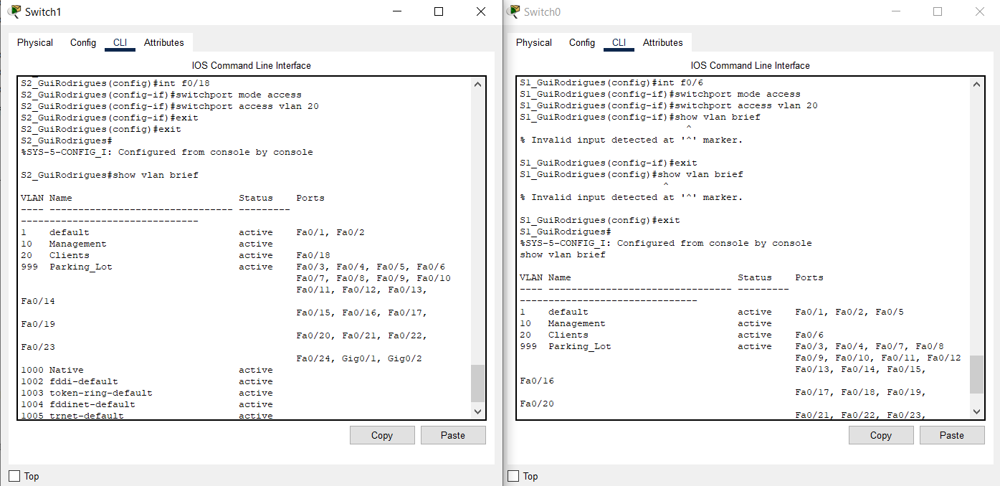 Switch1
Physical Config CLI Attributes
IOS Command Line Interface
S2_GuiRodrigues(config)#int f0/18
S2_GuiRodrigues(config-if)#switchport mode access
S2_GuiRodrigues(config-if)#switchport access vlan 20
S2_GuiRodrigues(config-if)#exit
S2_GuiRodrigues(config)#exit
S2_GuiRodrigues#
%SYS-5-CONFIG_I: Configured from console by console
S2_GuiRodrigues#show vlan brief
VLAN Name Status Ports
---- -------------------------------- ---------
-------------------------------
1 default active Fa0/1, Fa0/2
10 Management active
20 Clients active Fa0/18
999 Parking_Lot active Fa0/3, Fa0/4, Fa0/5, Fa0/6
Fa0/7, Fa0/8, Fa0/9, Fa0/10
Fa0/11, Fa0/12, Fa0/13,
Fa0/14
Fa0/15, Fa0/16, Fa0/17,
Fa0/19
Fa0/20, Fa0/21, Fa0/22,
Fa0/23
Fa0/24, Gig0/1, Gig0/2
1000 Native active
1002 fddi-default active
1003 token-ring-default active
1004 fddinet-default active
1005 trnet-default active
Copy Paste
Top
Switch0
Physical Config CLI Attributes
IOS Command Line Interface
S1_GuiRodrigues(config)#int f0/6
S1_GuiRodrigues(config-if)#switchport mode access
S1_GuiRodrigues(config-if)#switchport access vlan 20
S1_GuiRodrigues(config-if)#show vlan brief
^
% Invalid input detected at '^' marker.
S1_GuiRodrigues(config-if)#exit
S1_GuiRodrigues(config)#show vlan brief
^
% Invalid input detected at '^' marker.
S1_GuiRodrigues(config)#exit
S1_GuiRodrigues#
%SYS-5-CONFIG_I: Configured from console by console
show vlan brief
VLAN Name Status Ports
---- -------------------------------- ---------
-------------------------------
1 default active Fa0/1, Fa0/2, Fa0/5
10 Management active
20 Clients active Fa0/6
999 Parking_Lot active Fa0/3, Fa0/4, Fa0/7, Fa0/8
Fa0/9, Fa0/10, Fa0/11, Fa0/12
Fa0/13, Fa0/14, Fa0/15,
Fa0/16
Fa0/17, Fa0/18, Fa0/19,
Fa0/20
Fa0/21, Fa0/22, Fa0/23,
Copy Paste
Top